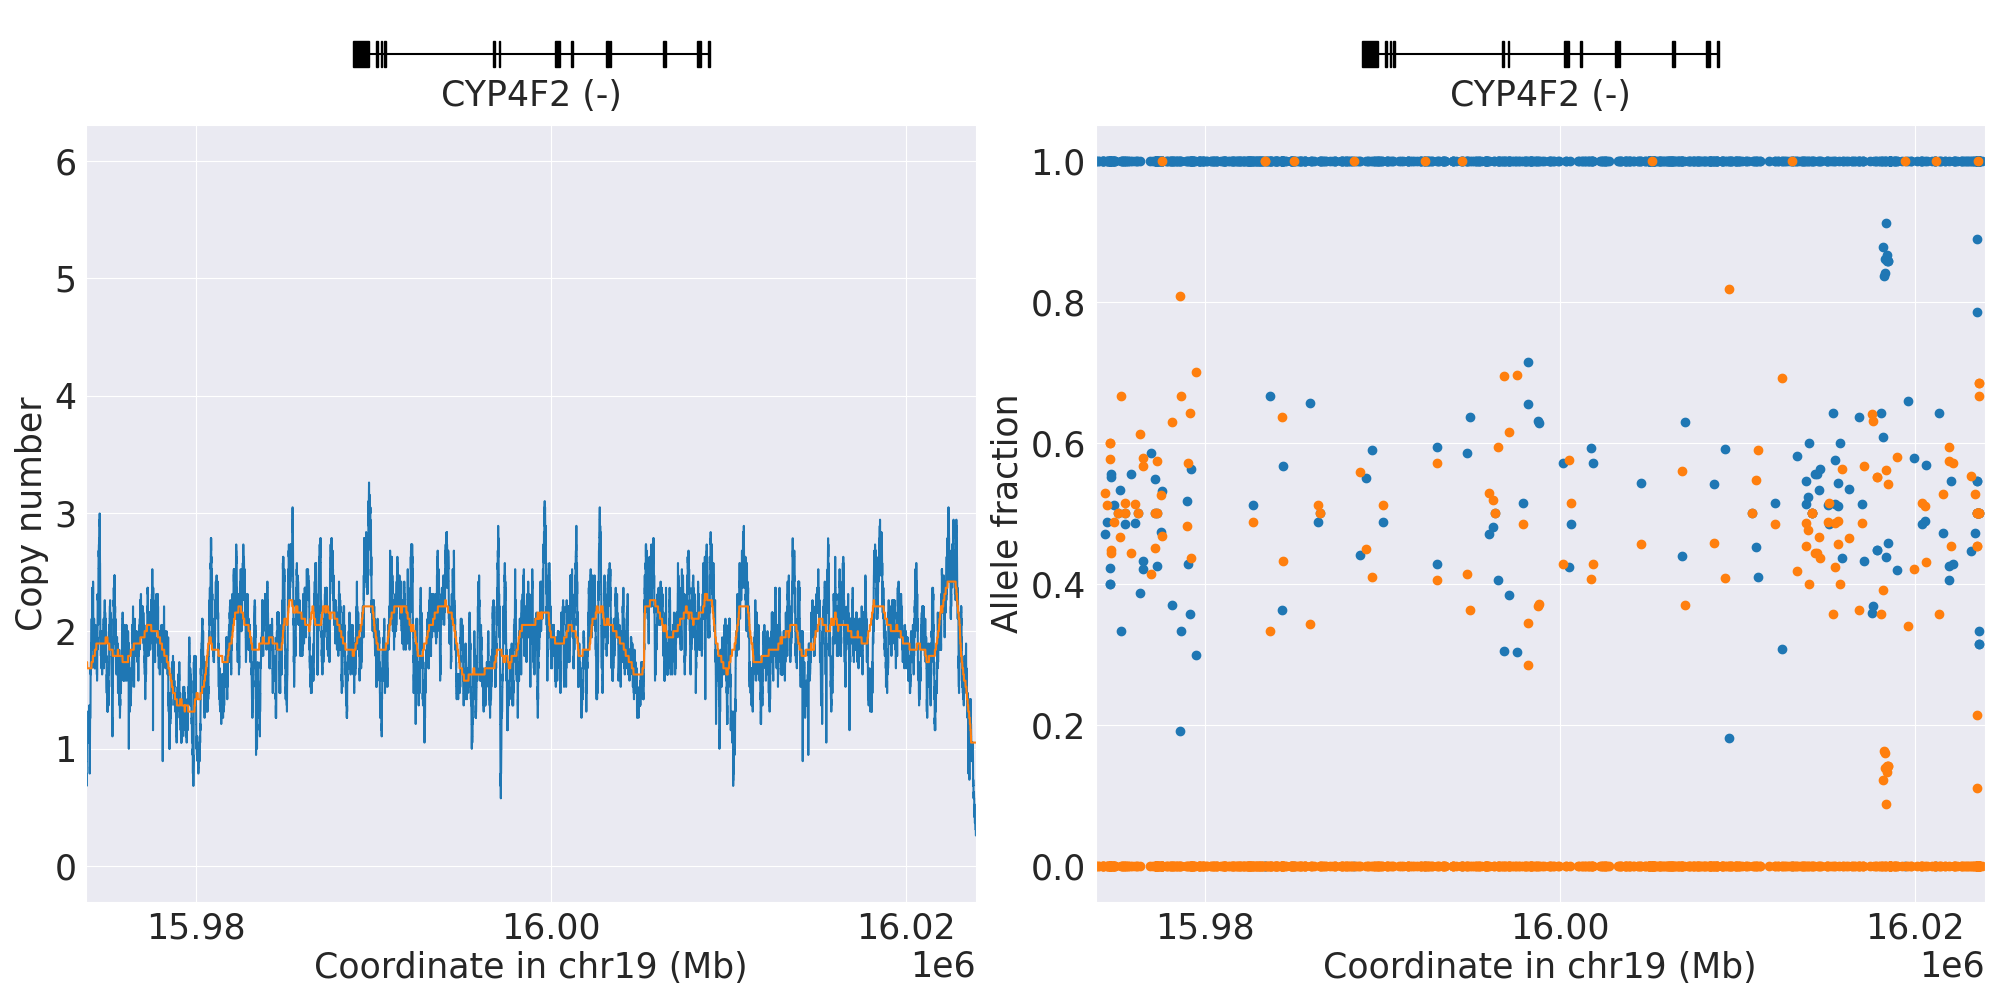 CYP4F2 (-)
Copy number
6
5
4
3
2
1
0
15.98
16.00
16.02
Coordinate in chr19 (Mb)
1e6
CYP4F2 (-)
Allele fraction
1.0
0.8
0.6
0.4
0.2
0.0
15.98
16.00
16.02
Coordinate in chr19 (Mb)
1e6